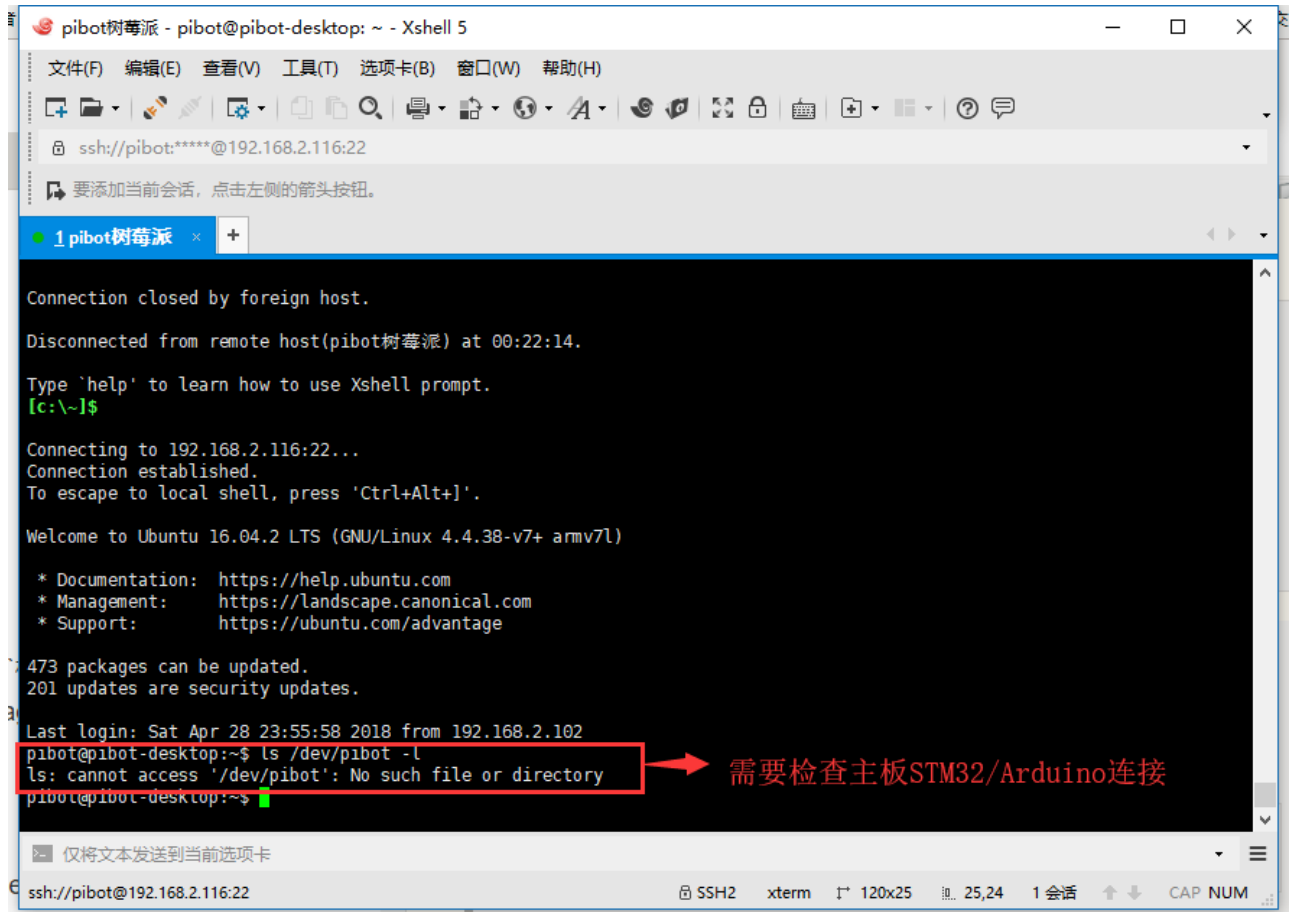 pibot树莓派 - pibot@pibot-desktop: ~ - Xshell 5
文件(F) 编辑(E) 查看(V) 工具(T) 选项卡(B) 窗口(W) 帮助(H)
ssh://pibot:*****@192.168.2.116:22
要添加当前会话，点击左侧的箭头按钮。
1 pibot树莓派 × +
Connection closed by foreign host.
Disconnected from remote host(pibot树莓派) at 00:22:14.
Type `help' to learn how to use Xshell prompt.
[c:\~]$
Connecting to 192.168.2.116:22...
Connection established.
To escape to local shell, press 'Ctrl+Alt+]'.
Welcome to Ubuntu 16.04.2 LTS (GNU/Linux 4.4.38-v7+ armv7l)
* Documentation: https://help.ubuntu.com
* Management: https://landscape.canonical.com
* Support: https://ubuntu.com/advantage
473 packages can be updated.
201 updates are security updates.
Last login: Sat Apr 28 23:55:58 2018 from 192.168.2.102
pibot@pibot-desktop:~$ ls /dev/pibot -l
ls: cannot access '/dev/pibot': No such file or directory
需要检查主板STM32/Arduino连接
pibot@pibot-desktop:~$
仅将文本发送到当前选项卡
ssh://pibot@192.168.2.116:22 SSH2 xterm 120x25 25,24 1 会话 CAP NUM